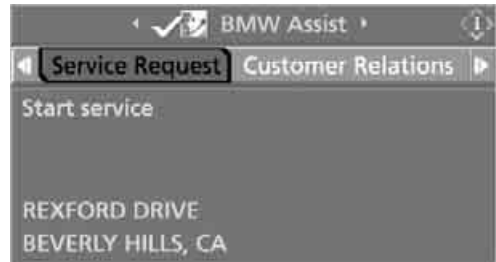 BMW Assist
i
Service Request Customer Relations
Start service
REXFORD DRIVE
BEVERLY HILLS, CA